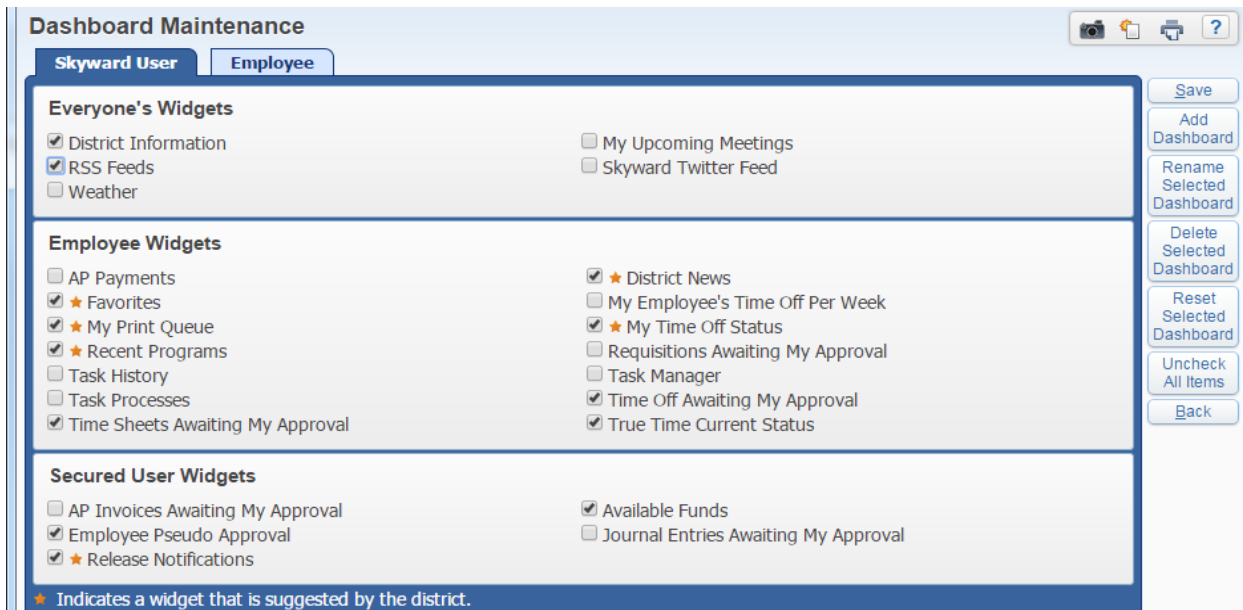 Dashboard Maintenance
?
Skyward User Employee
Everyone's Widgets
District Information My Upcoming Meetings
RSS Feeds Skyward Twitter Feed
Weather
Employee Widgets
AP Payments District News
Favorites My Employee's Time Off Per Week
My Print Queue My Time Off Status
Recent Programs Requisitions Awaiting My Approval
Task History Task Manager
Task Processes Time Off Awaiting My Approval
Time Sheets Awaiting My Approval True Time Current Status
Secured User Widgets
AP Invoices Awaiting My Approval Available Funds
Employee Pseudo Approval Journal Entries Awaiting My Approval
Release Notifications
Indicates a widget that is suggested by the district.
Save
Add
Dashboard
Rename
Selected
Dashboard
Delete
Selected
Dashboard
Reset
Selected
Dashboard
Uncheck
All Items
Back